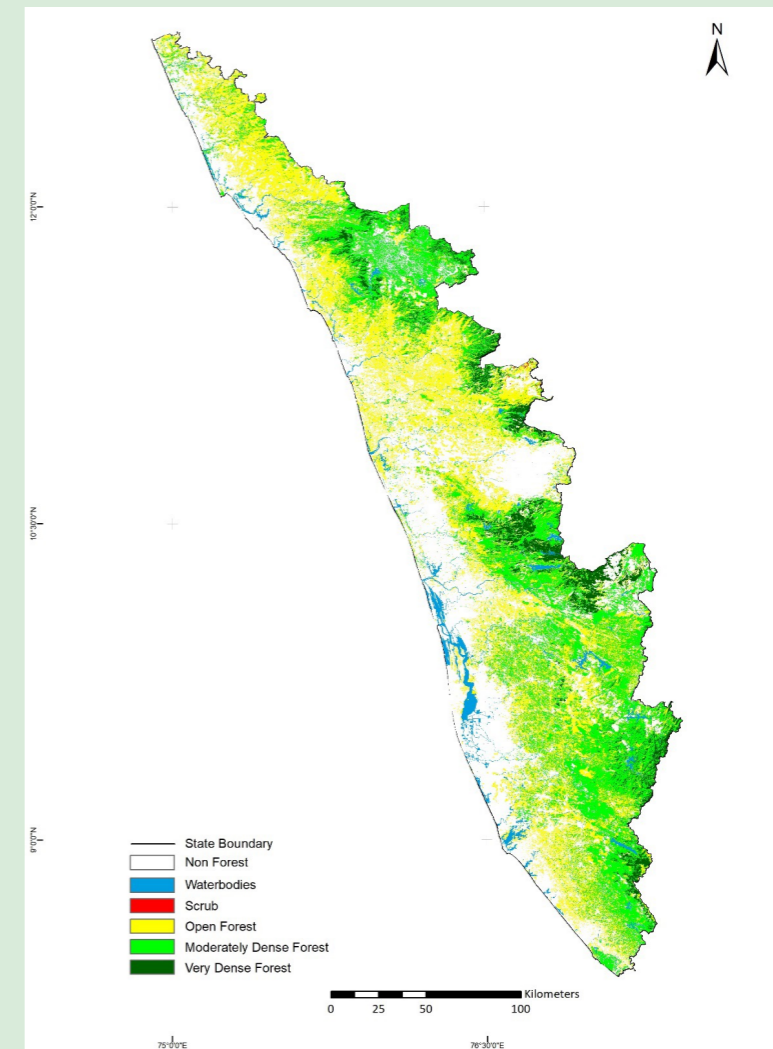 N
12°0'0"N
10°30'0"N
9°0'0"N
State Boundary
Non Forest
Waterbodies
Scrub
Open Forest
Moderately Dense Forest
Very Dense Forest
Kilometers
0 25 50 100
75°0'0"E 76°30'0"E